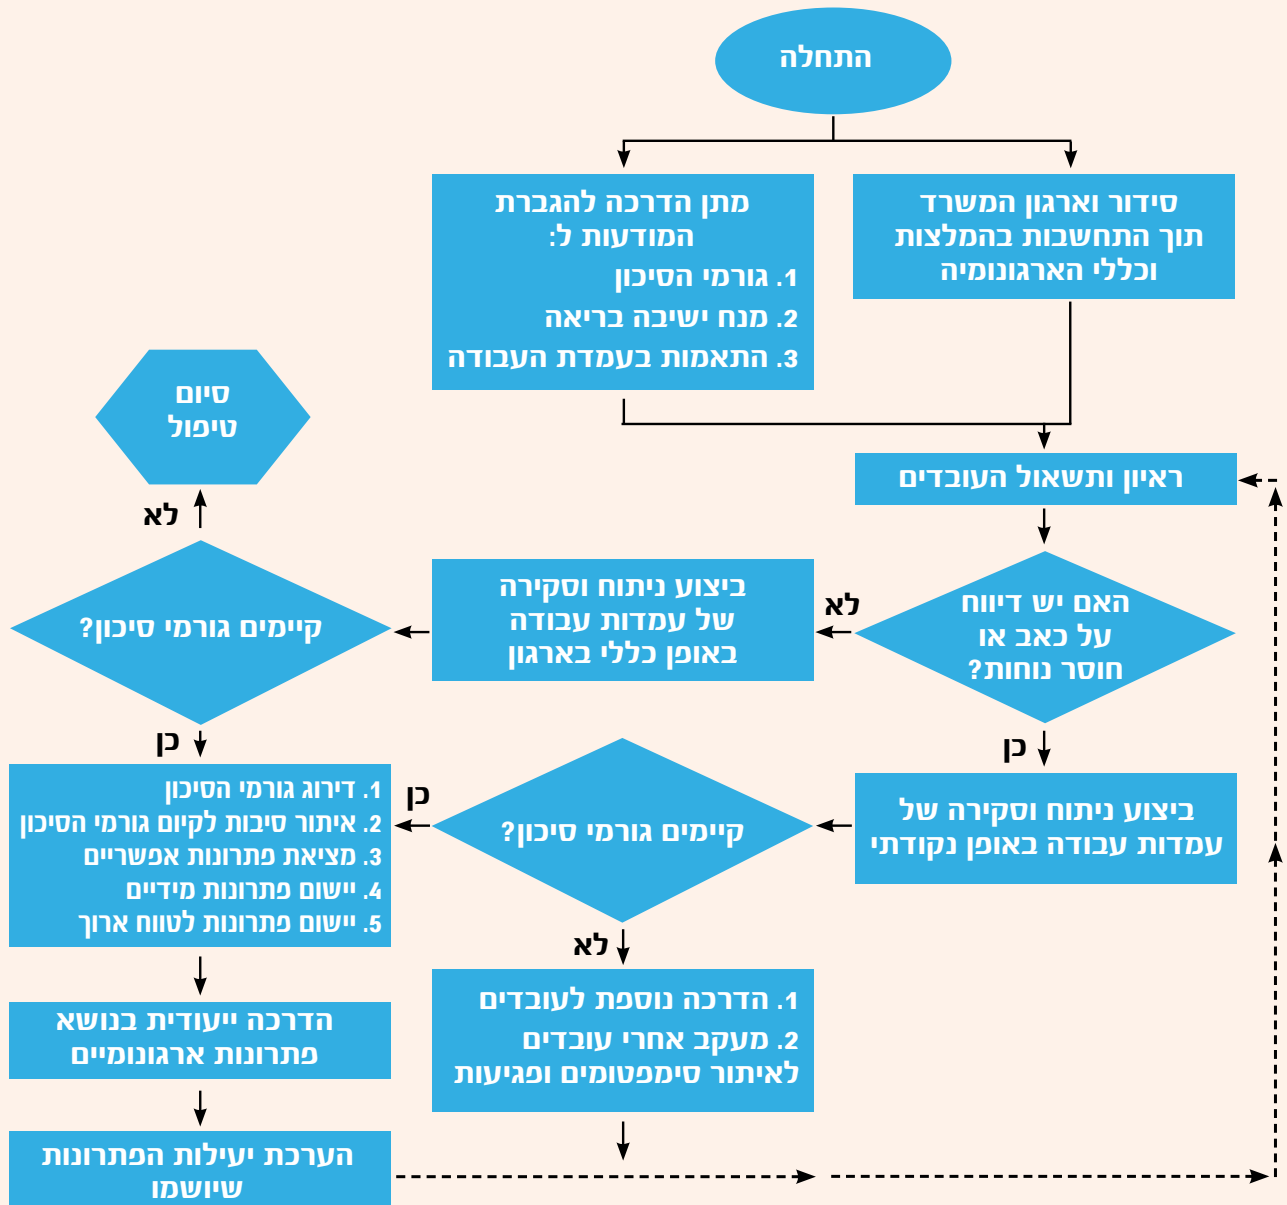 התחלה
סידור וארגון המשרד
תוך התחשבות בהמלצות
וכללי הארגונומיה
מתן הדרכה להגברת
המודעות ל:
1. גורמי הסיכון
2. מנח ישיבה בריאה
3. התאמות בעמדת העבודה
ראיון ותשאול העובדים
האם יש דיווח
על כאב או
חוסר נוחות?
לא
ביצוע ניתוח וסקירה
של עמדות עבודה
באופן כללי בארגון
קיימים גורמי סיכון?
לא
סיום
טיפול
כן
כן
ביצוע ניתוח וסקירה של
עמדות עבודה באופן נקודתי
קיימים גורמי סיכון?
כן
1. דירוג גורמי הסיכון
2. איתור סיבות לקיום גורמי הסיכון
3. מציאת פתרונות אפשריים
4. יישום פתרונות מידיים
5. יישום פתרונות לטווח ארוך
לא
1. הדרכה נוספת לעובדים
2. מעקב אחרי עובדים
לאיתור סימפטומים ופגיעות
הדרכה ייעודית בנושא
פתרונות ארגונומיים
הערכת יעילות הפתרונות
שיושמו